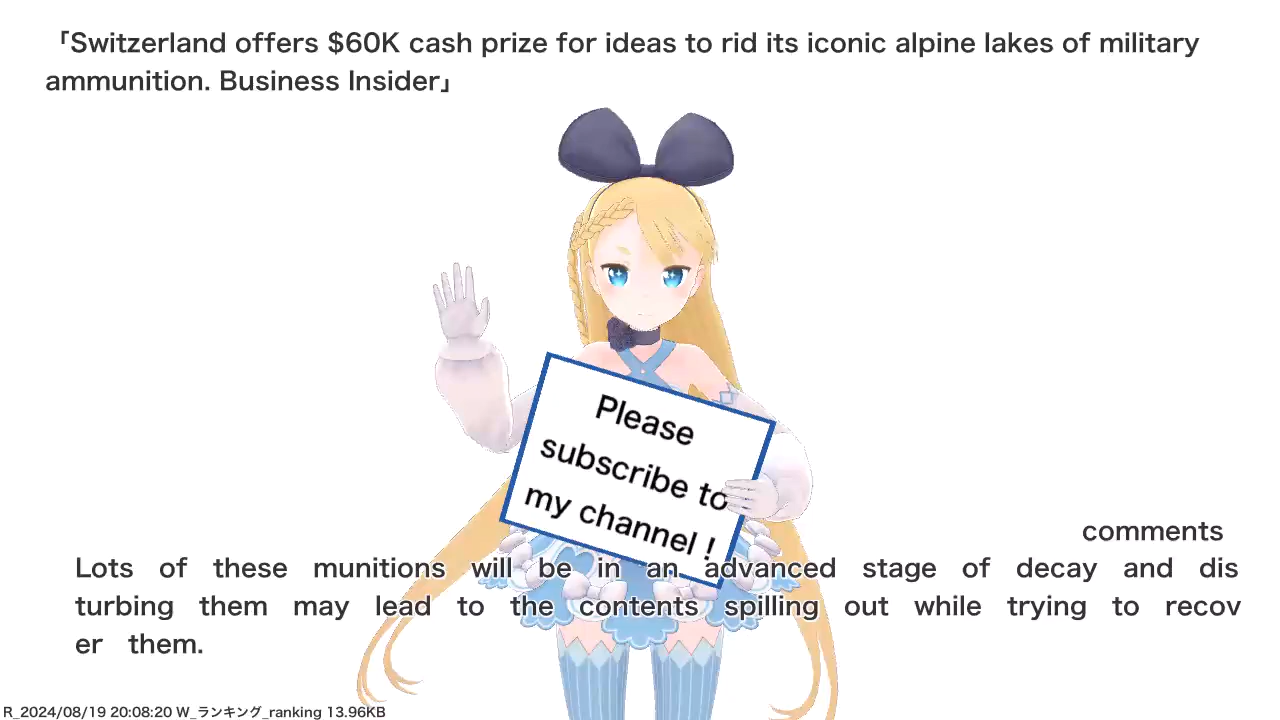 「Switzerland offers $60K cash prize for ideas to rid its iconic alpine lakes of military
ammunition. Business Insider」
Please
subscribe to
my channel !
comments
Lots of these munitions will be in an advanced stage of decay and dis
turbing them may lead to the contents spilling out while trying to recov
er them.
R_2024/08/19 20:08:20 W_ランキング_ranking 13.96KB